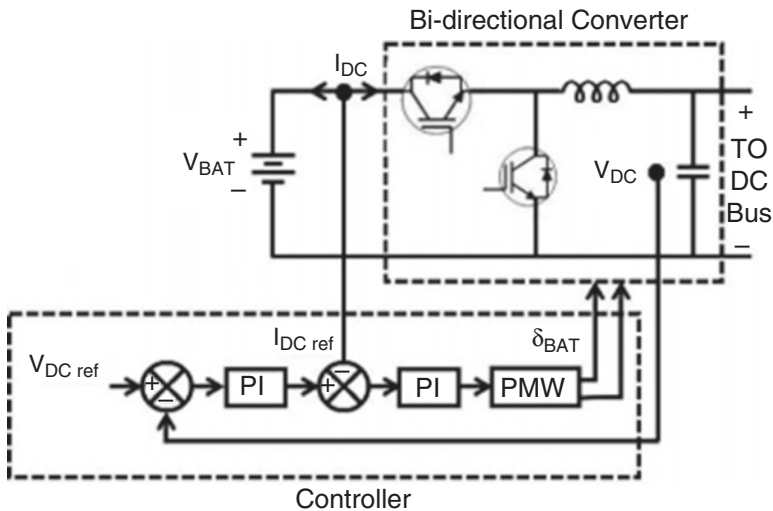 Bi-directional Converter
I_DC
+
V_BAT
−
V_DC
+
TO
DC
Bus
−
I_DC ref
δ_BAT
V_DC ref
+
−
PI
−
+
PI
PMW
Controller